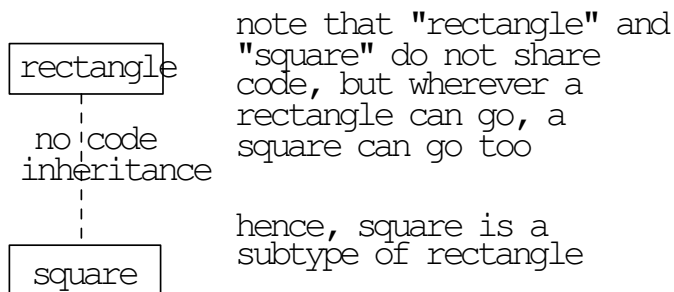 rectangle
no code
inheritance
square
note that "rectangle" and
"square" do not share
code, but wherever a
rectangle can go, a
square can go too
hence, square is a
subtype of rectangle